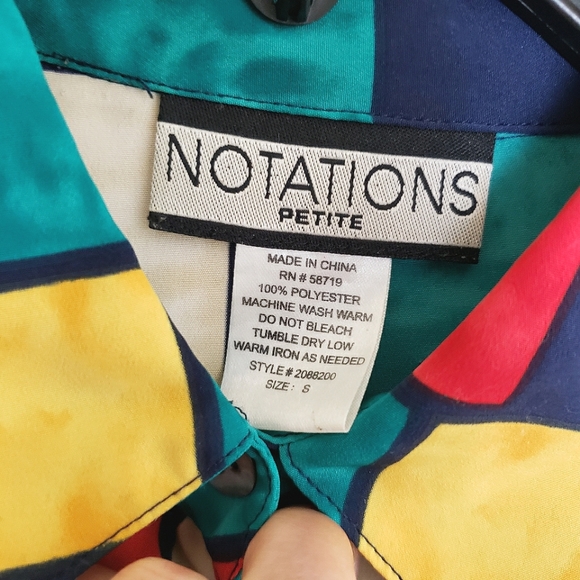 NOTATIONS
PETITE
MADE IN CHINA
RN # 58719
100% POLYESTER
MACHINE WASH WARM
DO NOT BLEACH
TUMBLE DRY LOW
WARM IRON AS NEEDED
STYLE# 2088200
SIZE: S